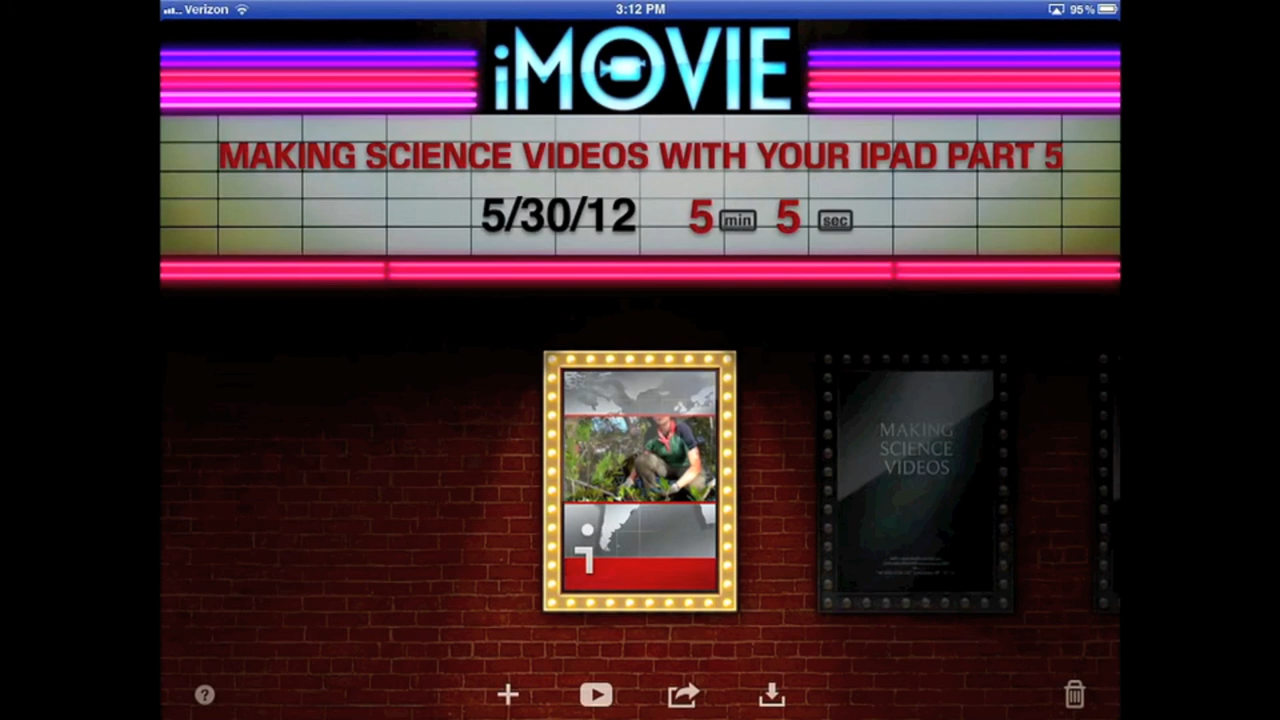 Verizon 3:12 PM 95%
iMOVIE
MAKING SCIENCE VIDEOS WITH YOUR IPAD PART 5
5/30/12 5 min 5 sec
MAKING
SCIENCE
VIDEOS
i
?